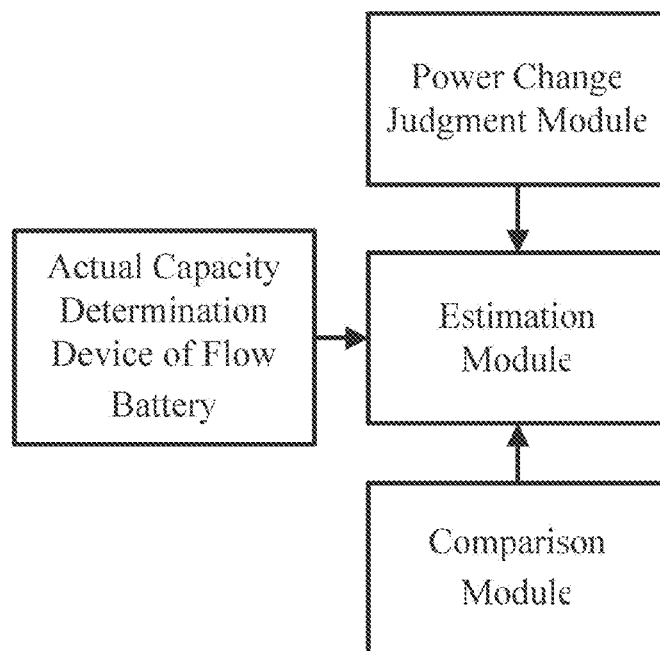 Power Change
Judgment Module
Actual Capacity
Determination
Device of Flow
Battery
Estimation
Module
Comparison
Module